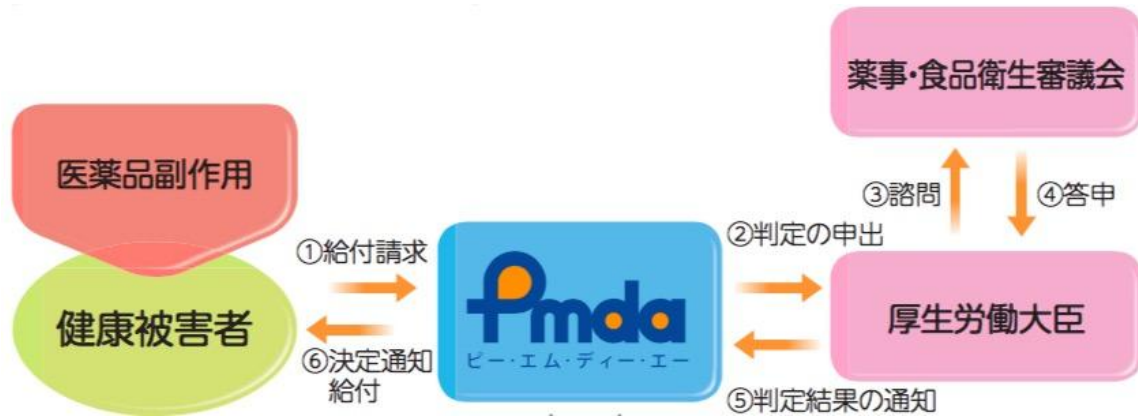 薬事・食品衛生審議会
医薬品副作用
③諮問
④答申
①給付請求
②判定の申出
pmda
ピー・エム・ディー・エー
健康被害者
厚生労働大臣
⑥決定通知
給付
⑤判定結果の通知